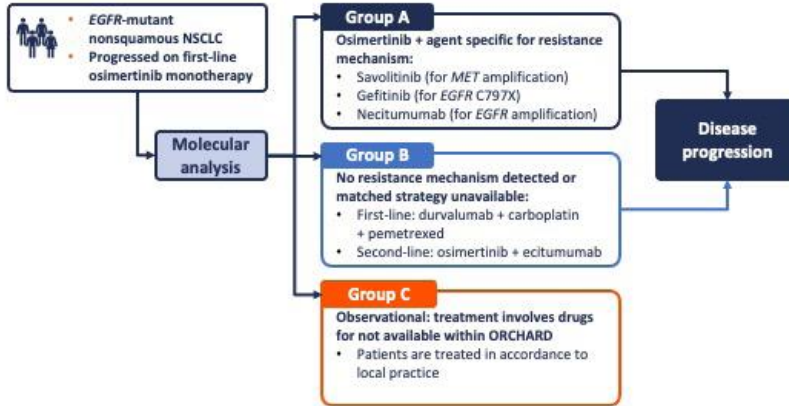 • EGFR-mutant
nonsquamous NSCLC
• Progressed on first-line
osimertinib monotherapy
Molecular
analysis
Group A
Osimertinib + agent specific for resistance
mechanism:
• Savolitinib (for MET amplification)
• Gefitinib (for EGFR C797X)
• Necitumumab (for EGFR amplification)
Group B
No resistance mechanism detected or
matched strategy unavailable:
• First-line: durvalumab + carboplatin
+ pemetrexed
• Second-line: osimertinib + ecitumumab
Group C
Observational: treatment involves drugs
for not available within ORCHARD
• Patients are treated in accordance to
local practice
Disease
progression